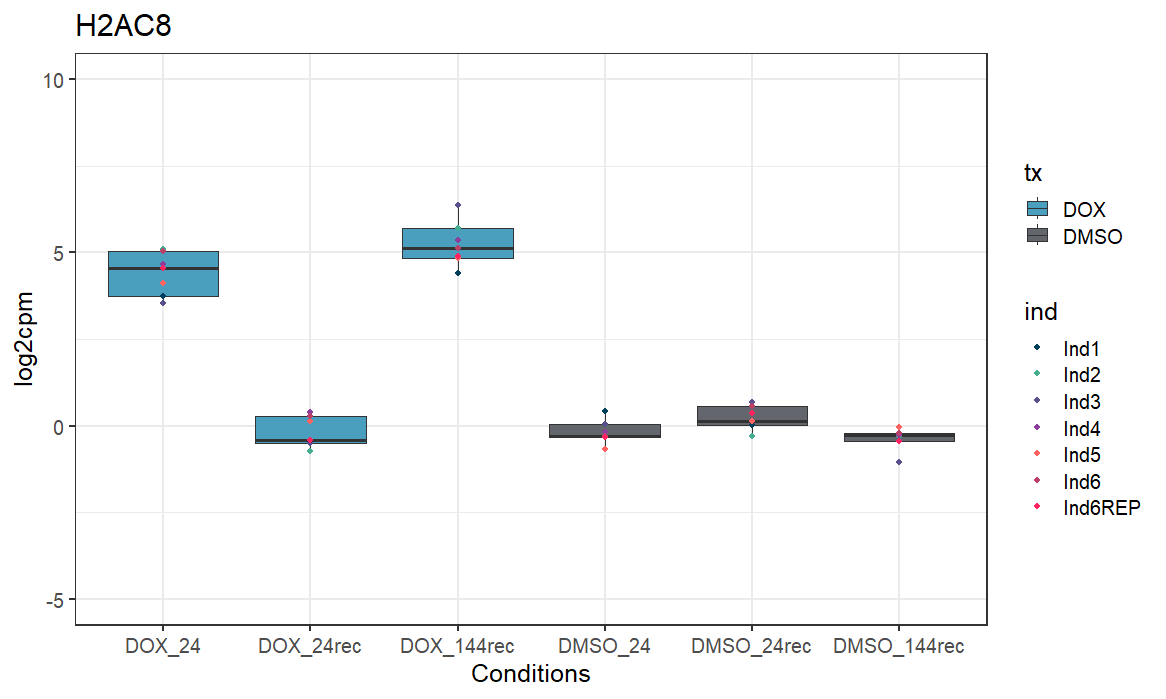 H2AC8
10
5
0
-5
log2cpm
DOX_24 DOX_24rec DOX_144rec DMSO_24 DMSO_24rec DMSO_144rec
Conditions
tx
DOX
DMSO
ind
Ind1
Ind2
Ind3
Ind4
Ind5
Ind6
Ind6REP